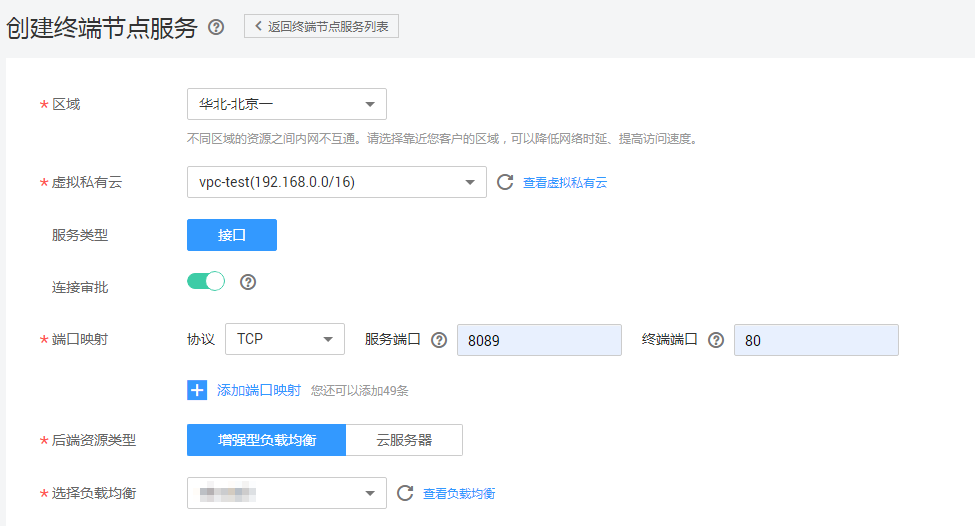 创建终端节点服务 ? < 返回终端节点服务列表
* 区域 华北-北京一
不同区域的资源之间内网不互通。请选择靠近您客户的区域，可以降低网络时延、提高访问速度。
* 虚拟私有云 vpc-test(192.168.0.0/16) 查看虚拟私有云
服务类型 接口
连接审批 ?
* 端口映射 协议 TCP 服务端口 ? 8089 终端端口 ? 80
+ 添加端口映射 您还可以添加49条
* 后端资源类型 增强型负载均衡 云服务器
* 选择负载均衡 查看负载均衡